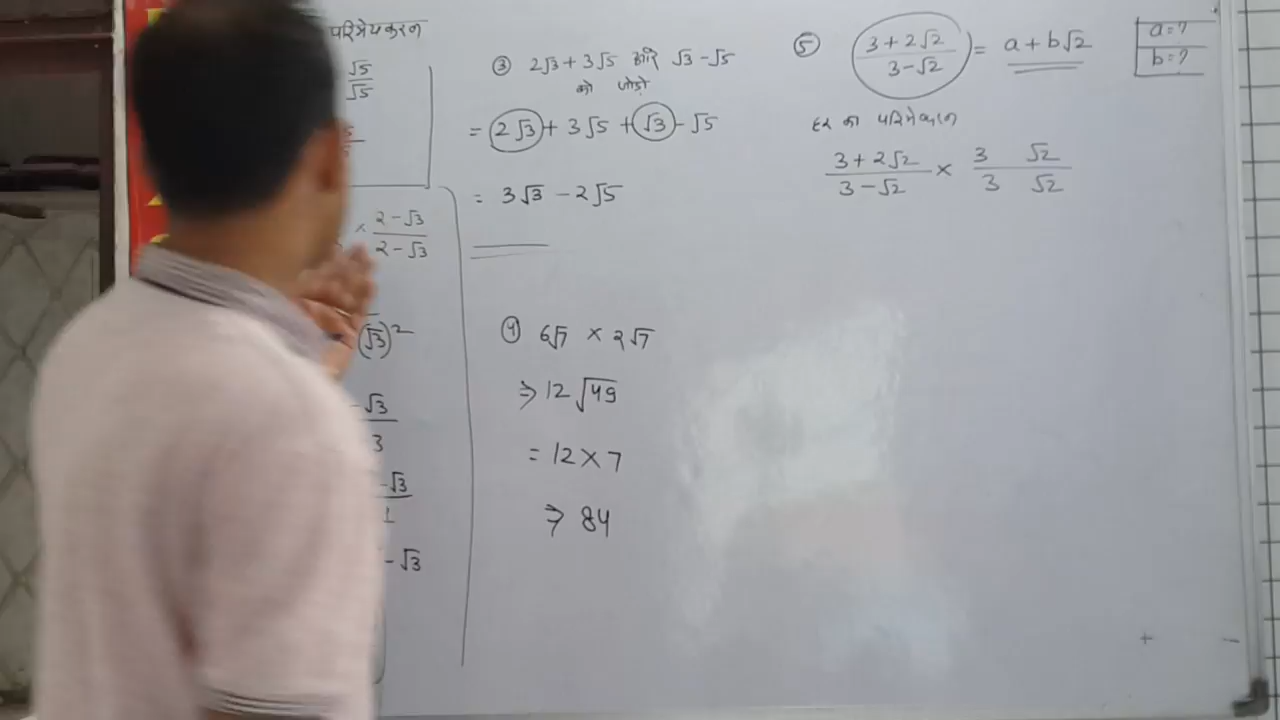 परिमेयकरण
√5
√5
× 2-√3
2-√3
(√3)²
-√3
3
-√3
1
-√3
③ 2√3 + 3√5 और √3 - √5
को जोड़ो
= 2√3 + 3√5 + √3 - √5
= 3√3 - 2√5
④ 6√7 × 2√7
⇒ 12√49
= 12 × 7
⇒ 84
⑤ 3+2√2 / 3-√2 = a + b√2
a = ?
b = ?
हर का परिमेयकरण
3+2√2 / 3-√2 × 3 √2 / 3 √2
+ -